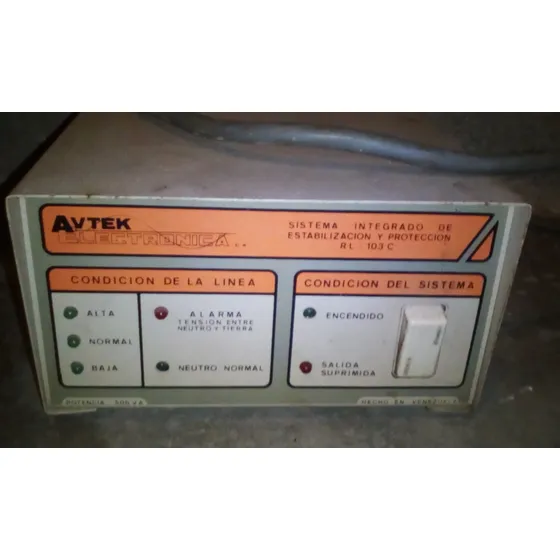 AVTEK
ELECTRONICA C.A.
SISTEMA INTEGRADO DE
ESTABILIZACION Y PROTECCION
RL 103 C
CONDICION DE LA LINEA
ALTA
NORMAL
BAJA
ALARMA
TENSION ENTRE
NEUTRO Y TIERRA
NEUTRO NORMAL
CONDICION DEL SISTEMA
ENCENDIDO
SALIDA
SUPRIMIDA
POTENCIA 500 VA
HECHO EN VENEZUELA